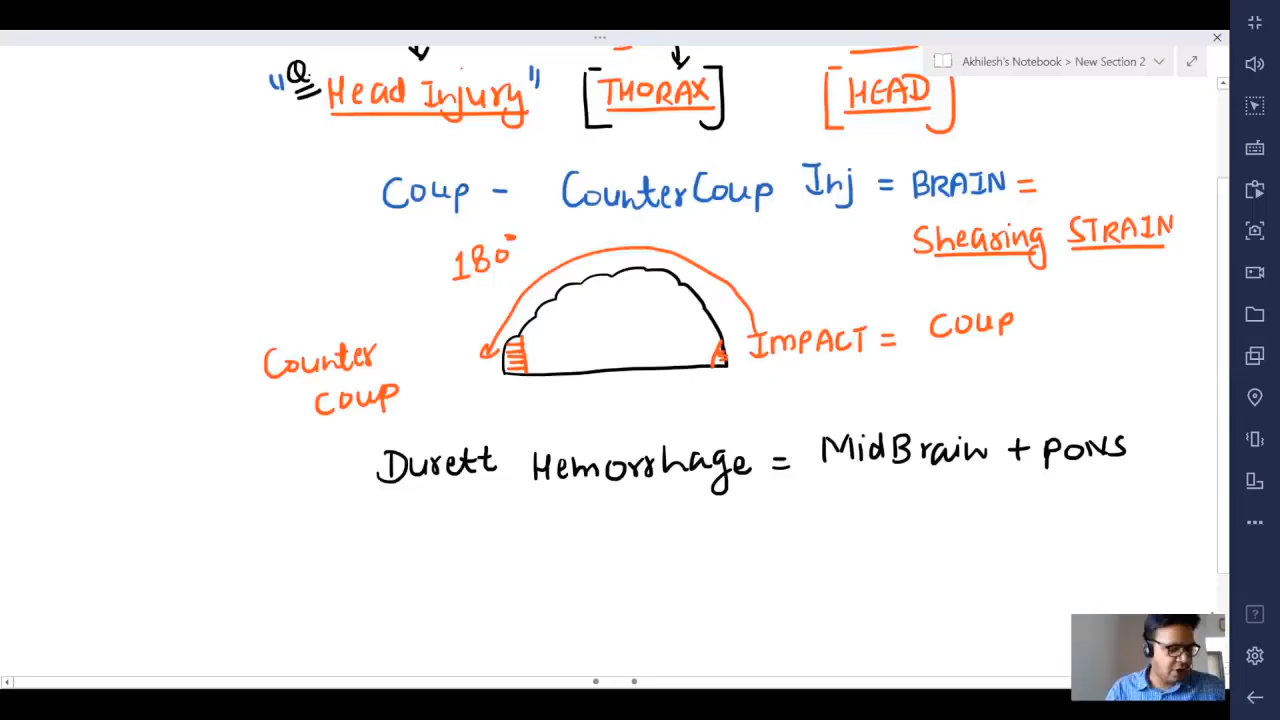 Akhilesh's Notebook > New Section 2
"Q. Head Injury" [THORAX] [HEAD]
Coup - CounterCoup Inj = BRAIN =
Shearing STRAIN
180°
IMPACT = Coup
Counter
coup
Durett Hemorrhage = MidBrain + PONS